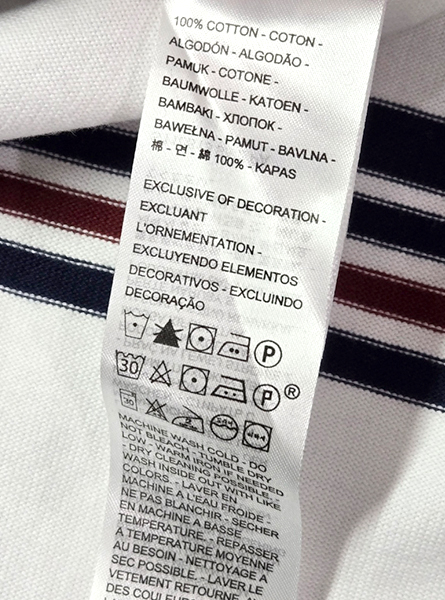 100% COTTON - COTON -
ALGODÓN - ALGODÃO -
PAMUK - COTONE -
BAUMWOLLE - KATOEN -
BAMBAKI - ХЛОПОК -
BAWEŁNA - PAMUT - BAVLNA -
棉 - 면 - 綿 100% - KAPAS
EXCLUSIVE OF DECORATION -
EXCLUANT
L'ORNEMENTATION -
EXCLUYENDO ELEMENTOS
DECORATIVOS - EXCLUINDO
DECORAÇÃO
P
30 P ®
30
MACHINE WASH COLD - DO
NOT BLEACH - TUMBLE DRY
LOW - WARM IRON IF NEEDED
- DRY CLEANING POSSIBLE. -
WASH INSIDE OUT WITH LIKE
COLORS. - LAVER EN
MACHINE A L'EAU FROIDE -
NE PAS BLANCHIR - SECHER
EN MACHINE A BASSE
TEMPERATURE - REPASSER
A TEMPERATURE MOYENNE
AU BESOIN - NETTOYAGE A
SEC POSSIBLE. - LAVER LE
VETEMENT RETOURNE, A
DES COULEURS